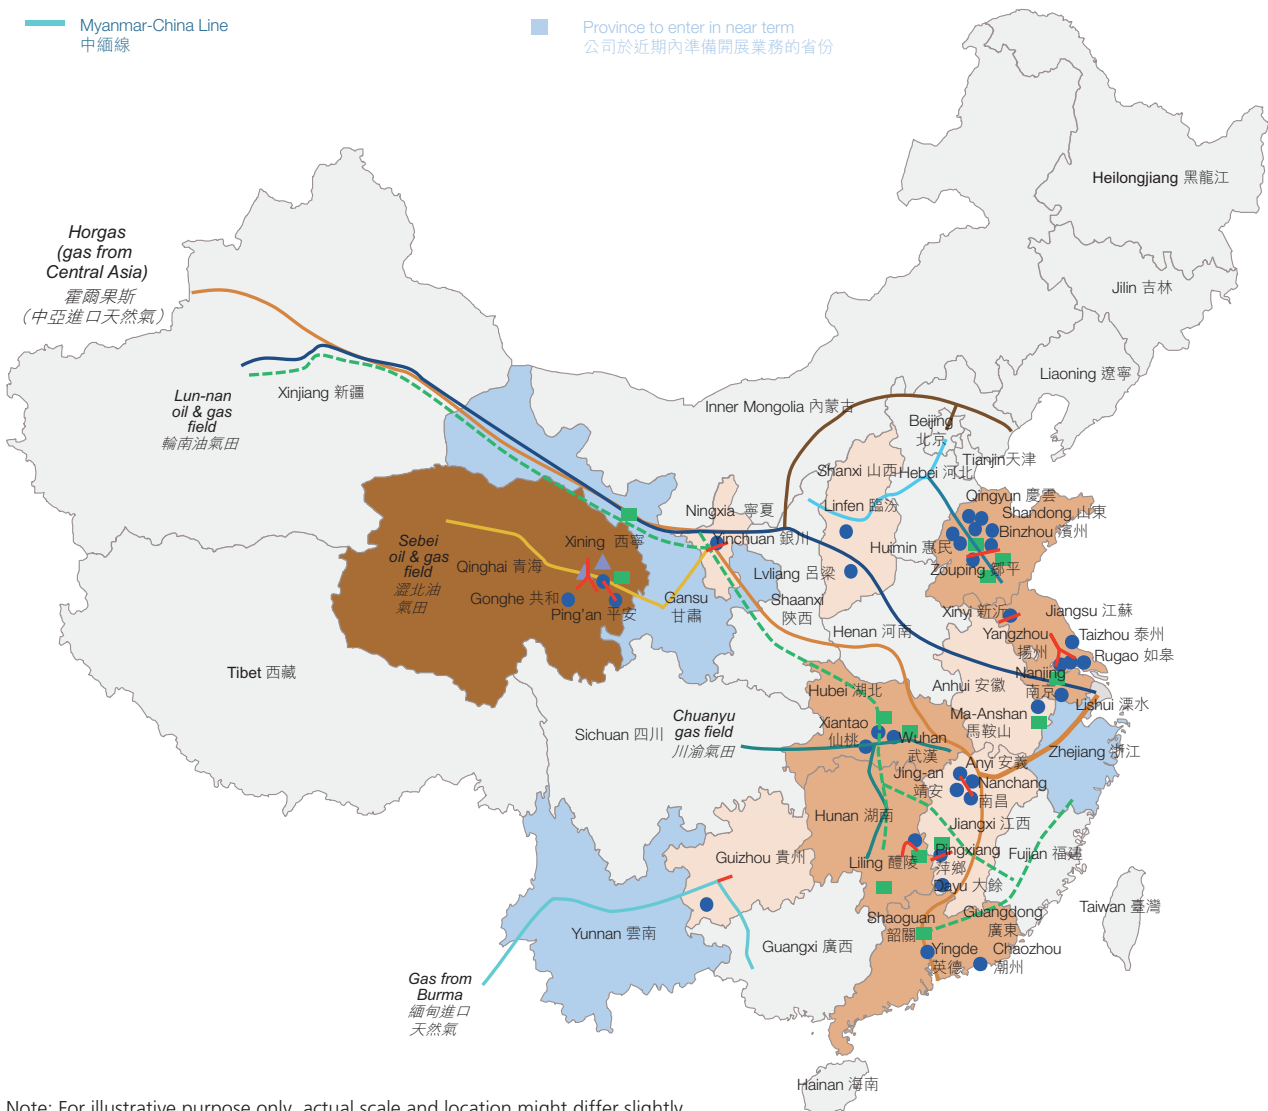 Myanmar-China Line
中緬線
Province to enter in near term
公司於近期內準備開展業務的省份
Heilongjiang 黑龍江
Horgas
(gas from
Central Asia)
霍爾果斯
（中亞進口天然氣）
Jilin 吉林
Liaoning 遼寧
Xinjiang 新疆
Lun-nan
oil & gas
field
輪南油氣田
Inner Mongolia 內蒙古
Beijing
北京
Tianjin天津
Shanxi 山西
Hebei 河北
Qingyun 慶雲
Ningxia 寧夏
Linfen 臨汾
Shandong 山東
Binzhou 濱州
Sebei
oil & gas
field
澀北油
氣田
Xining 西寧
Yinchuan 銀川
Huimin 惠民
Qinghai 青海
Lvliang 呂梁
Zouping 鄒平
Gonghe 共和
Gansu
甘肅
Shaanxi
陝西
Ping'an 平安
Xinyi 新沂
Jiangsu 江蘇
Henan 河南
Yangzhou
揚州
Taizhou 泰州
Rugao 如皋
Tibet 西藏
Nanjing
南京
Anhui 安徽
Hubei 湖北
Lishui 溧水
Ma-Anshan
馬鞍山
Chuanyu
gas field
川渝氣田
Xiantao
仙桃
Sichuan 四川
Wuhan
武漢
Zhejiang 浙江
Anyi 安義
Jing-an
靖安
Nanchang
南昌
Hunan 湖南
Jiangxi 江西
Guizhou 貴州
Liling 醴陵
Pingxiang
萍鄉
Fujian 福建
Dayu 大餘
Taiwan 臺灣
Shaoguan
韶關
Guangdong
廣東
Yunnan 雲南
Guangxi 廣西
Yingde
英德
Chaozhou
潮州
Gas from
Burma
緬甸進口
天然氣
Hainan 海南
Note: For illustrative purpose only, actual scale and location might differ slightly